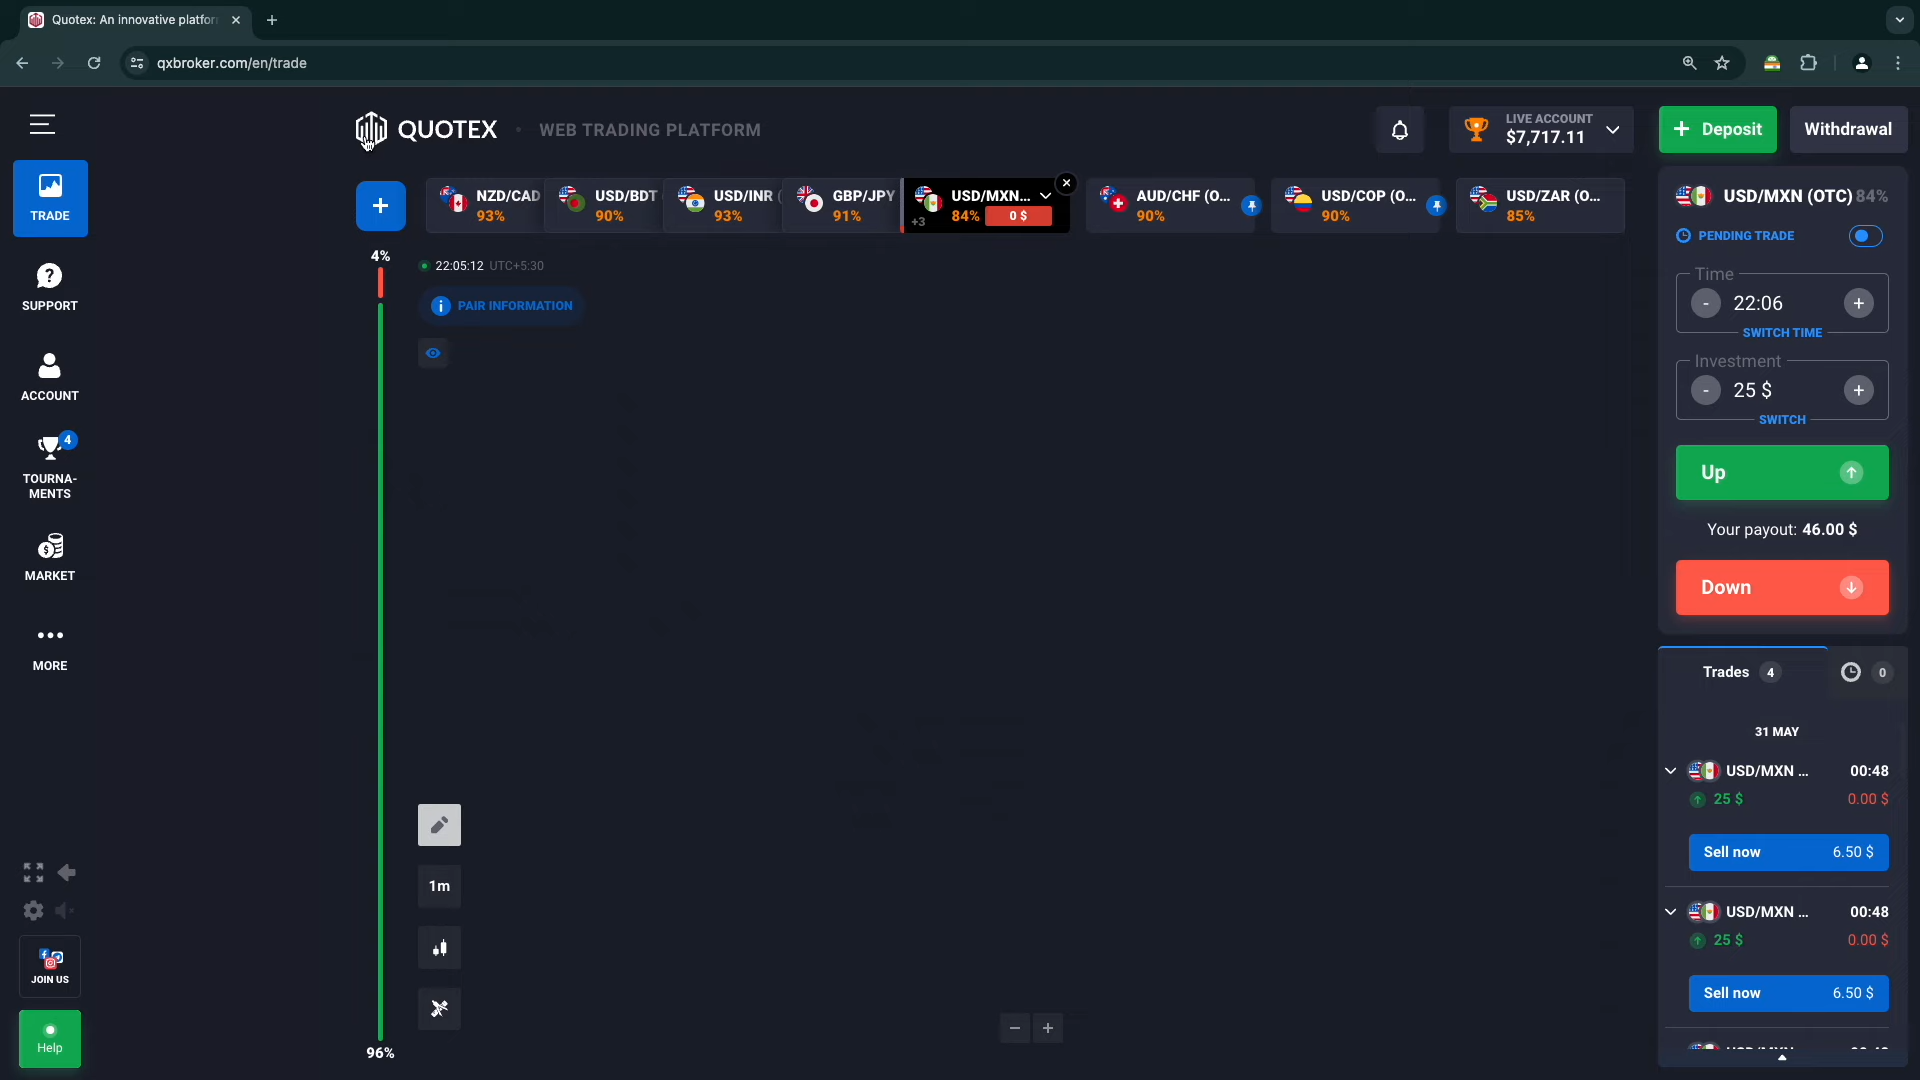 Quotex: An innovative platfor
qxbroker.com/en/trade
QUOTEX
WEB TRADING PLATFORM
LIVE ACCOUNT
$7,717.11
+ Deposit
Withdrawal
TRADE
SUPPORT
ACCOUNT
4
TOURNA-
MENTS
MARKET
MORE
JOIN US
Help
+
NZD/CAD
93%
USD/BDT
90%
USD/INR (
93%
GBP/JPY
91%
USD/MXN...
+3
84%
0 $
AUD/CHF (O...
90%
USD/COP (O...
90%
USD/ZAR (O...
85%
4%
22:05:12 UTC+5:30
PAIR INFORMATION
1m
96%
USD/MXN (OTC) 84%
PENDING TRADE
Time
- 22:06 +
SWITCH TIME
Investment
- 25 $ +
SWITCH
Up
Your payout: 46.00 $
Down
Trades 4
0
31 MAY
USD/MXN ... 00:48
25 $ 0.00 $
Sell now 6.50 $
USD/MXN ... 00:48
25 $ 0.00 $
Sell now 6.50 $